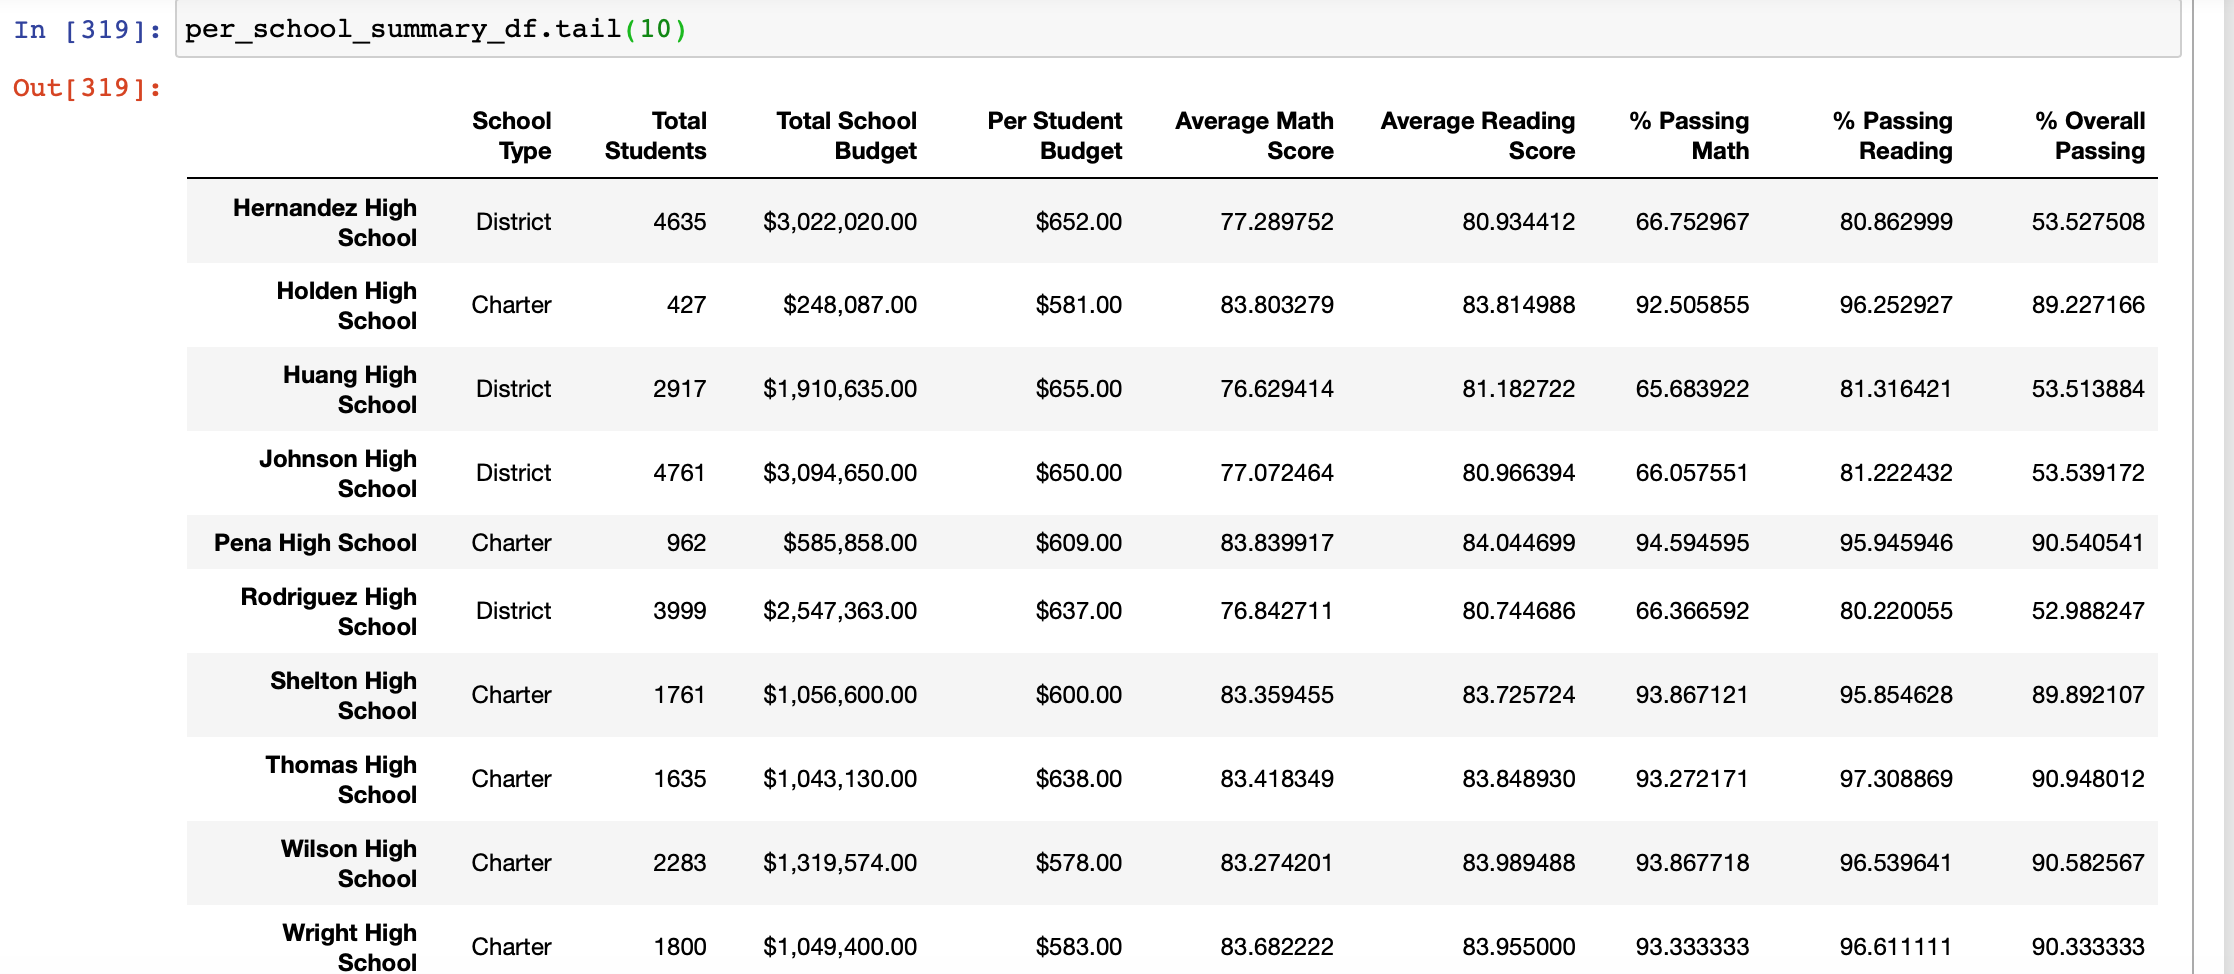 In [319]: per_school_summary_df.tail(10)
Out[319]:
School Type Total Students Total School Budget Per Student Budget Average Math Score Average Reading Score % Passing Math % Passing Reading % Overall Passing
Hernandez High School District 4635 $3,022,020.00 $652.00 77.289752 80.934412 66.752967 80.862999 53.527508
Holden High School Charter 427 $248,087.00 $581.00 83.803279 83.814988 92.505855 96.252927 89.227166
Huang High School District 2917 $1,910,635.00 $655.00 76.629414 81.182722 65.683922 81.316421 53.513884
Johnson High School District 4761 $3,094,650.00 $650.00 77.072464 80.966394 66.057551 81.222432 53.539172
Pena High School Charter 962 $585,858.00 $609.00 83.839917 84.044699 94.594595 95.945946 90.540541
Rodriguez High School District 3999 $2,547,363.00 $637.00 76.842711 80.744686 66.366592 80.220055 52.988247
Shelton High School Charter 1761 $1,056,600.00 $600.00 83.359455 83.725724 93.867121 95.854628 89.892107
Thomas High School Charter 1635 $1,043,130.00 $638.00 83.418349 83.848930 93.272171 97.308869 90.948012
Wilson High School Charter 2283 $1,319,574.00 $578.00 83.274201 83.989488 93.867718 96.539641 90.582567
Wright High School Charter 1800 $1,049,400.00 $583.00 83.682222 83.955000 93.333333 96.611111 90.333333